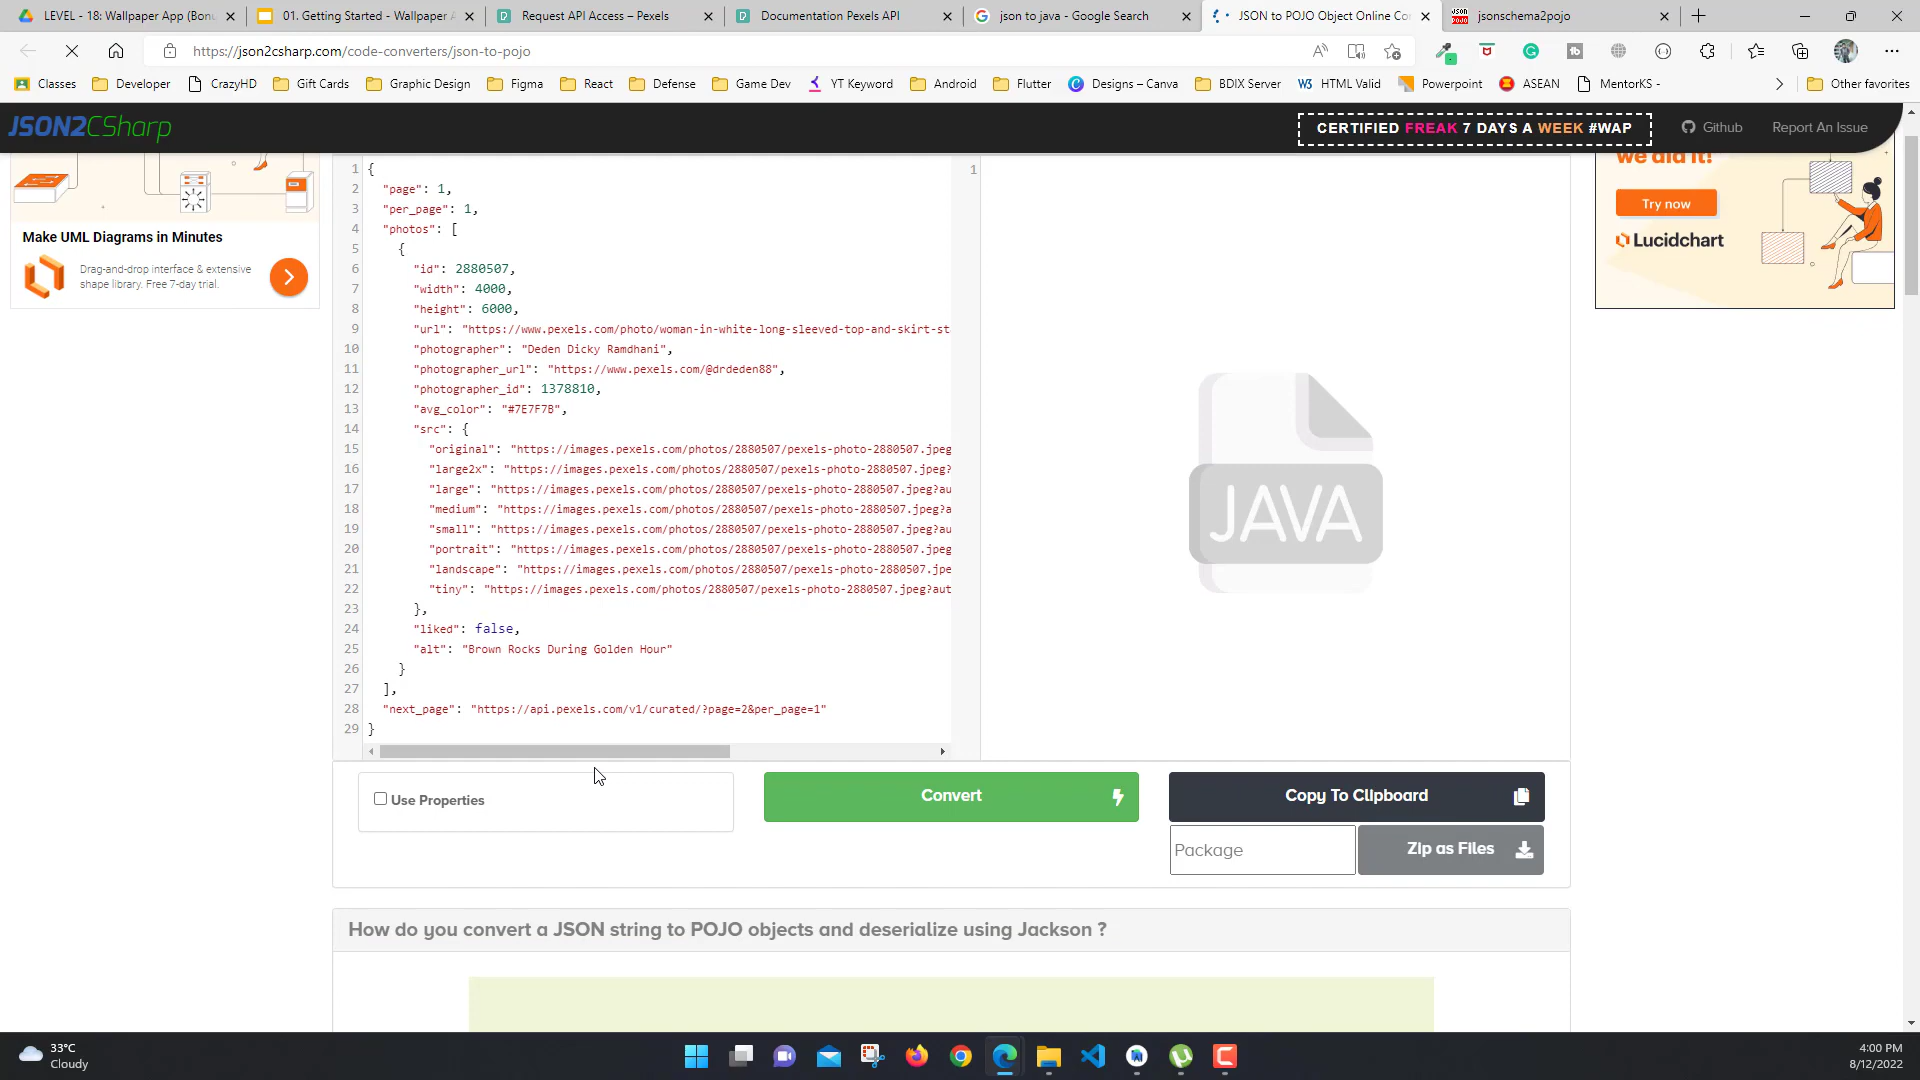 LEVEL - 18: Wallpaper App (Bonu
01. Getting Started - Wallpaper A
Request API Access – Pexels
Documentation Pexels API
json to java - Google Search
JSON to POJO Object Online Con
jsonschema2pojo
https://json2csharp.com/code-converters/json-to-pojo
Classes
Developer
CrazyHD
Gift Cards
Graphic Design
Figma
React
Defense
Game Dev
YT Keyword
Android
Flutter
Designs – Canva
BDIX Server
HTML Valid
Powerpoint
ASEAN
MentorKS -
Other favorites
JSON2CSharp
CERTIFIED FREAK 7 DAYS A WEEK #WAP
Github
Report An Issue
Make UML Diagrams in Minutes
Drag-and-drop interface & extensive
shape library. Free 7-day trial.
1 {
2 "page": 1,
3 "per_page": 1,
4 "photos": [
5 {
6 "id": 2880507,
7 "width": 4000,
8 "height": 6000,
9 "url": "https://www.pexels.com/photo/woman-in-white-long-sleeved-top-and-skirt-st
10 "photographer": "Deden Dicky Ramdhani",
11 "photographer_url": "https://www.pexels.com/@drdeden88",
12 "photographer_id": 1378810,
13 "avg_color": "#7E7F7B",
14 "src": {
15 "original": "https://images.pexels.com/photos/2880507/pexels-photo-2880507.jpeg
16 "large2x": "https://images.pexels.com/photos/2880507/pexels-photo-2880507.jpeg?
17 "large": "https://images.pexels.com/photos/2880507/pexels-photo-2880507.jpeg?au
18 "medium": "https://images.pexels.com/photos/2880507/pexels-photo-2880507.jpeg?a
19 "small": "https://images.pexels.com/photos/2880507/pexels-photo-2880507.jpeg?au
20 "portrait": "https://images.pexels.com/photos/2880507/pexels-photo-2880507.jpeg
21 "landscape": "https://images.pexels.com/photos/2880507/pexels-photo-2880507.jpe
22 "tiny": "https://images.pexels.com/photos/2880507/pexels-photo-2880507.jpeg?aut
23 },
24 "liked": false,
25 "alt": "Brown Rocks During Golden Hour"
26 }
27 ],
28 "next_page": "https://api.pexels.com/v1/curated/?page=2&per_page=1"
29 }
1
JAVA
we did it!
Try now
Lucidchart
Use Properties
Convert
Copy To Clipboard
Package
Zip as Files
How do you convert a JSON string to POJO objects and deserialize using Jackson ?
33°C
Cloudy
4:00 PM
8/12/2022